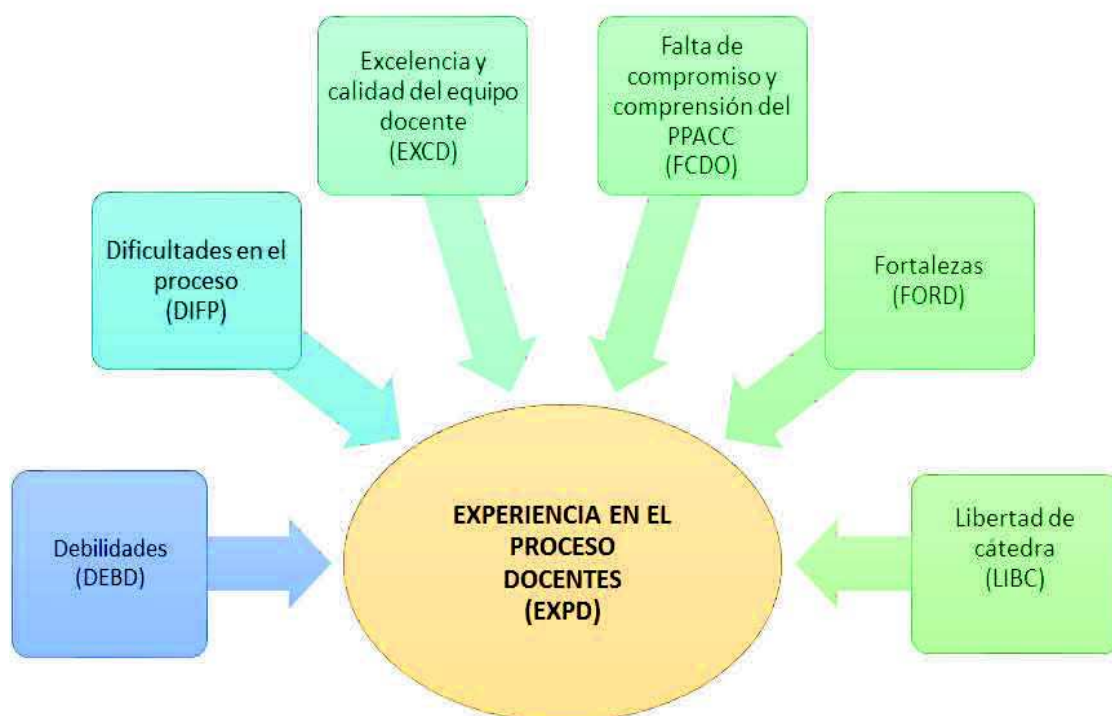 Excelencia y
calidad del equipo
docente
(EXCD)
Falta de
compromiso y
comprensión del
PPACC
(FCDO)
Dificultades en el
proceso
(DIFP)
Fortalezas
(FORD)
Debilidades
(DEBD)
EXPERIENCIA EN EL
PROCESO
DOCENTES
(EXPD)
Libertad de
cátedra
(LIBC)